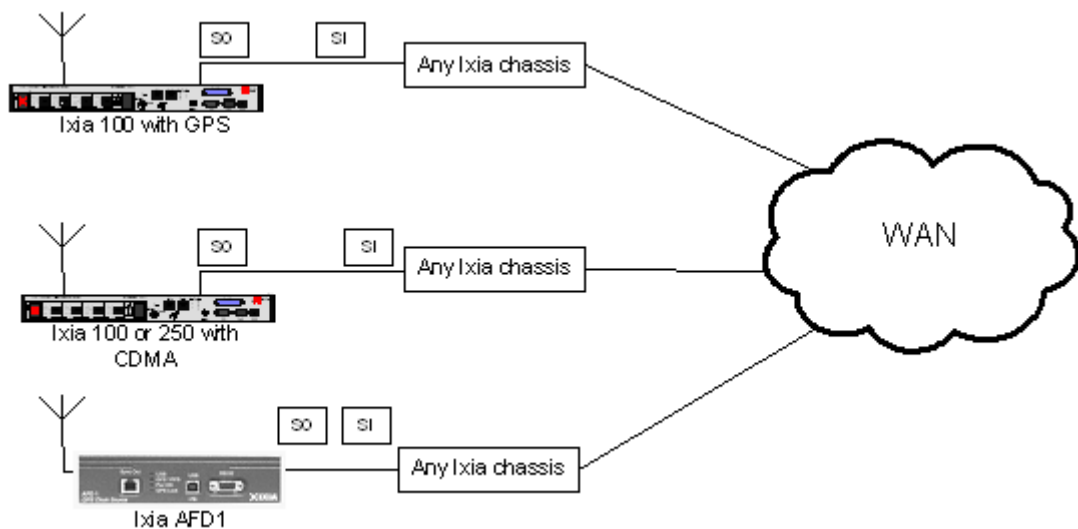 SO
SI
Any Ixia chassis
Ixia 100 with GPS
WAN
SO
SI
Any Ixia chassis
Ixia 100 or 250 with
CDMA
SO
SI
Any Ixia chassis
XIXIA
Ixia AFD1